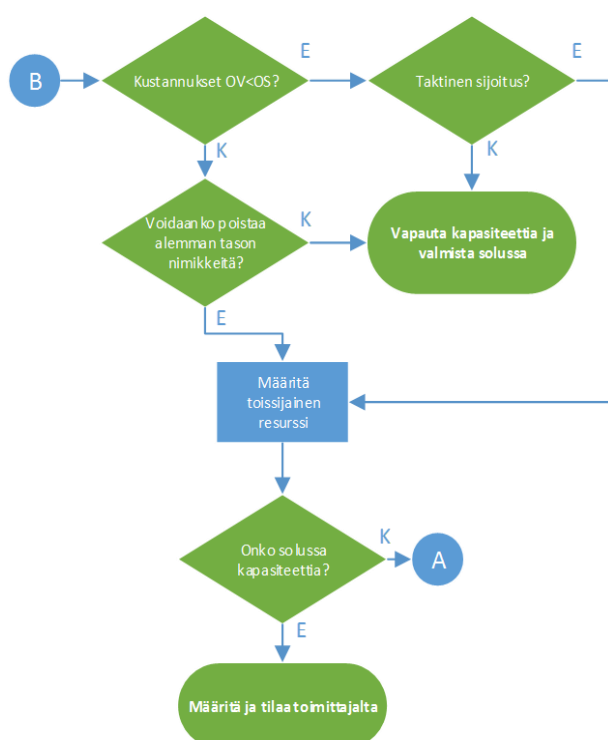 E
E
B
Kustannukset OV<OS?
Taktinen sijoitus?
K
K
Voidaanko poistaa
alemman tason
nimikkeitä?
K
Vapauta kapasiteettia ja
valmista solussa
E
Määritä
toissijainen
resurssi
Onko solussa
kapasiteettia?
K
A
E
Määritä ja tilaa toimittajalta